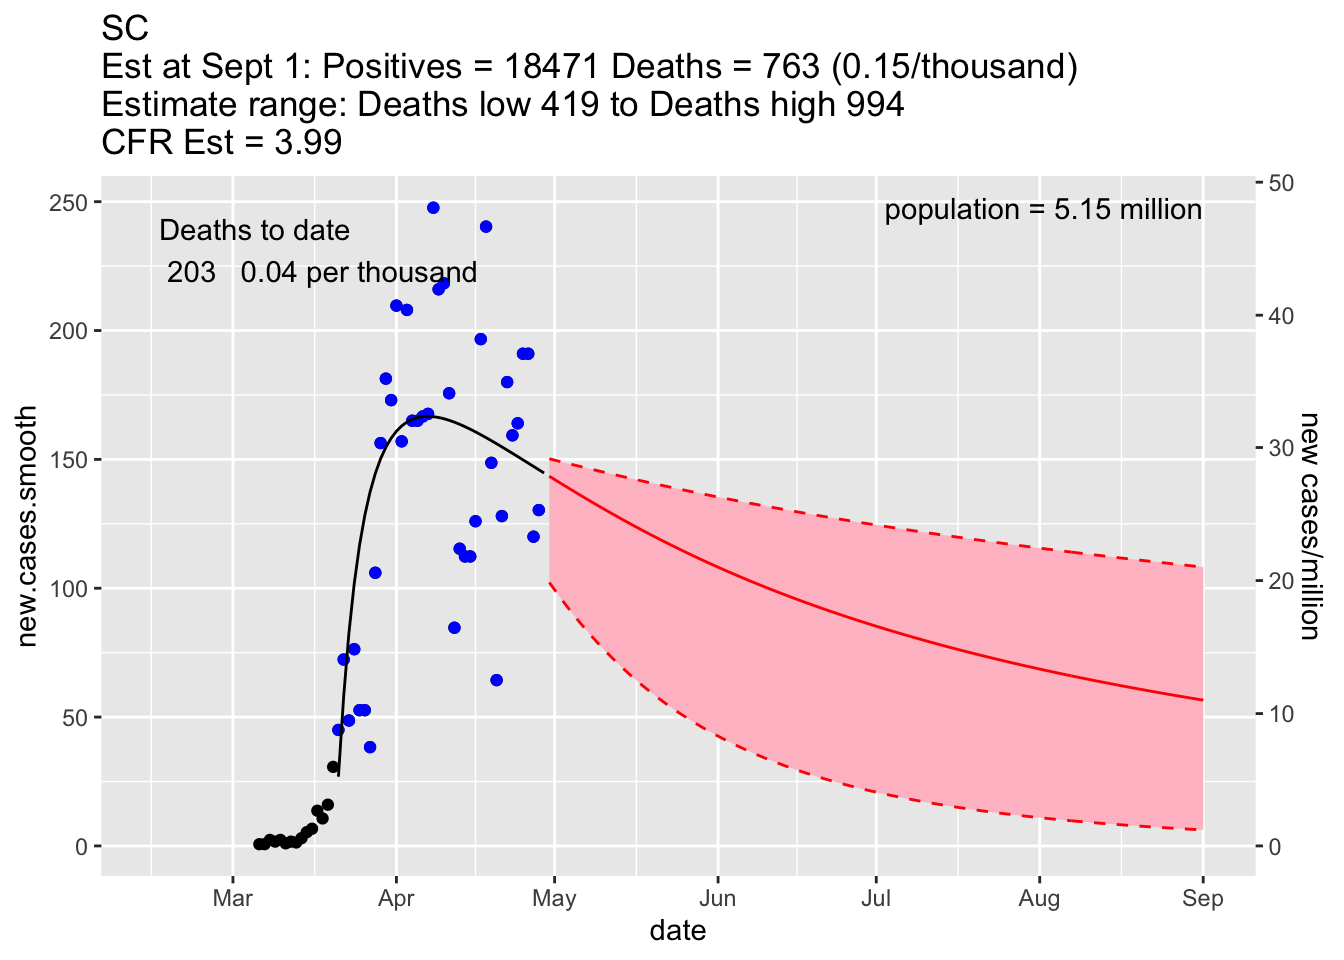 SC
Est at Sept 1: Positives = 18471 Deaths = 763 (0.15/thousand)
Estimate range: Deaths low 419 to Deaths high 994
CFR Est = 3.99
Deaths to date
203 0.04 per thousand
population = 5.15 million
250
200
150
100
50
0
new.cases.smooth
50
40
30
20
10
0
new cases/million
Mar Apr May Jun Jul Aug Sep
date